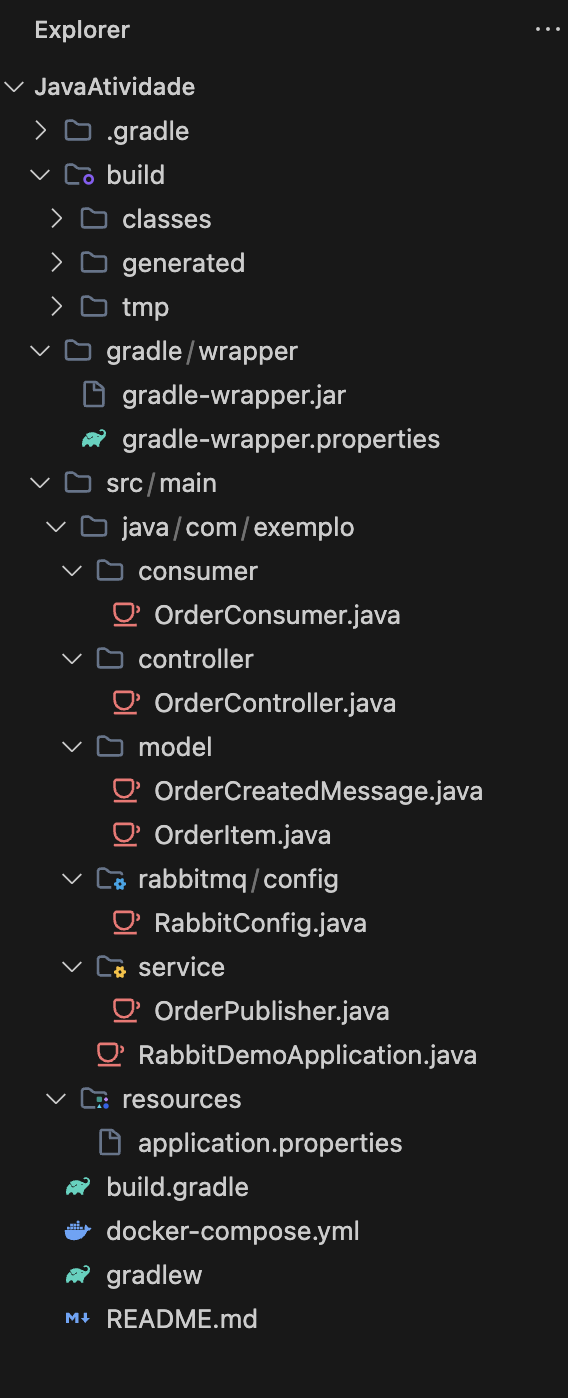 Explorer
JavaAtividade
.gradle
build
classes
generated
tmp
gradle/wrapper
gradle-wrapper.jar
gradle-wrapper.properties
src/main
java/com/exemplo
consumer
OrderConsumer.java
controller
OrderController.java
model
OrderCreatedMessage.java
OrderItem.java
rabbitmq/config
RabbitConfig.java
service
OrderPublisher.java
RabbitDemoApplication.java
resources
application.properties
build.gradle
docker-compose.yml
gradlew
README.md